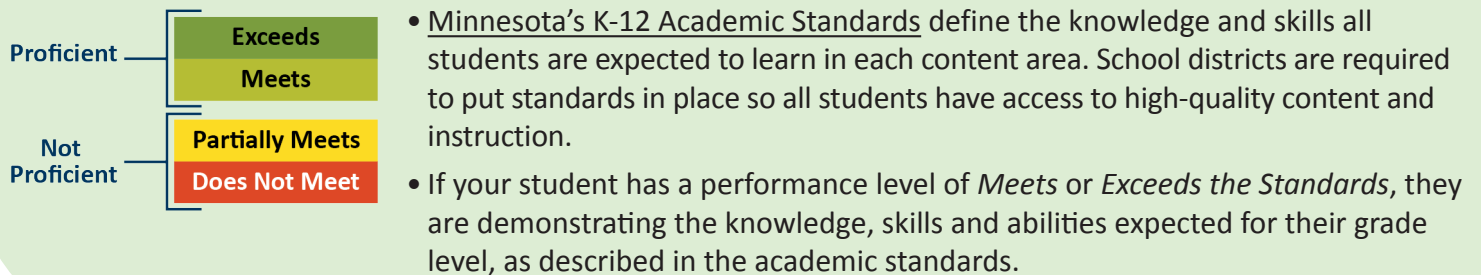 Proficient
Exceeds
Meets
Not
Proficient
Partially Meets
Does Not Meet
• Minnesota's K-12 Academic Standards define the knowledge and skills all
students are expected to learn in each content area. School districts are required
to put standards in place so all students have access to high-quality content and
instruction.
• If your student has a performance level of Meets or Exceeds the Standards, they
are demonstrating the knowledge, skills and abilities expected for their grade
level, as described in the academic standards.